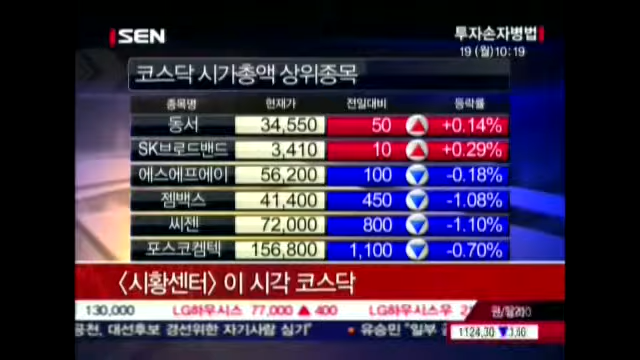 SEN
투자손자병법
19 (월)10:19
코스닥 시가총액 상위종목
종목명 현재가 전일대비 등락률
동서 34,550 50 +0.14%
SK브로드밴드 3,410 10 +0.29%
에스에프에이 56,200 100 -0.18%
젬백스 41,400 450 -1.08%
씨젠 72,000 800 -1.10%
포스코켐텍 156,800 1,100 -0.70%
<시황센터> 이 시각 코스닥
130,000 LG하우시스 77,000 ▲ 400 LG하우시스우
공천, 대선후보 경선위한 자기사람 심기" 유승민 "일부
1124,30